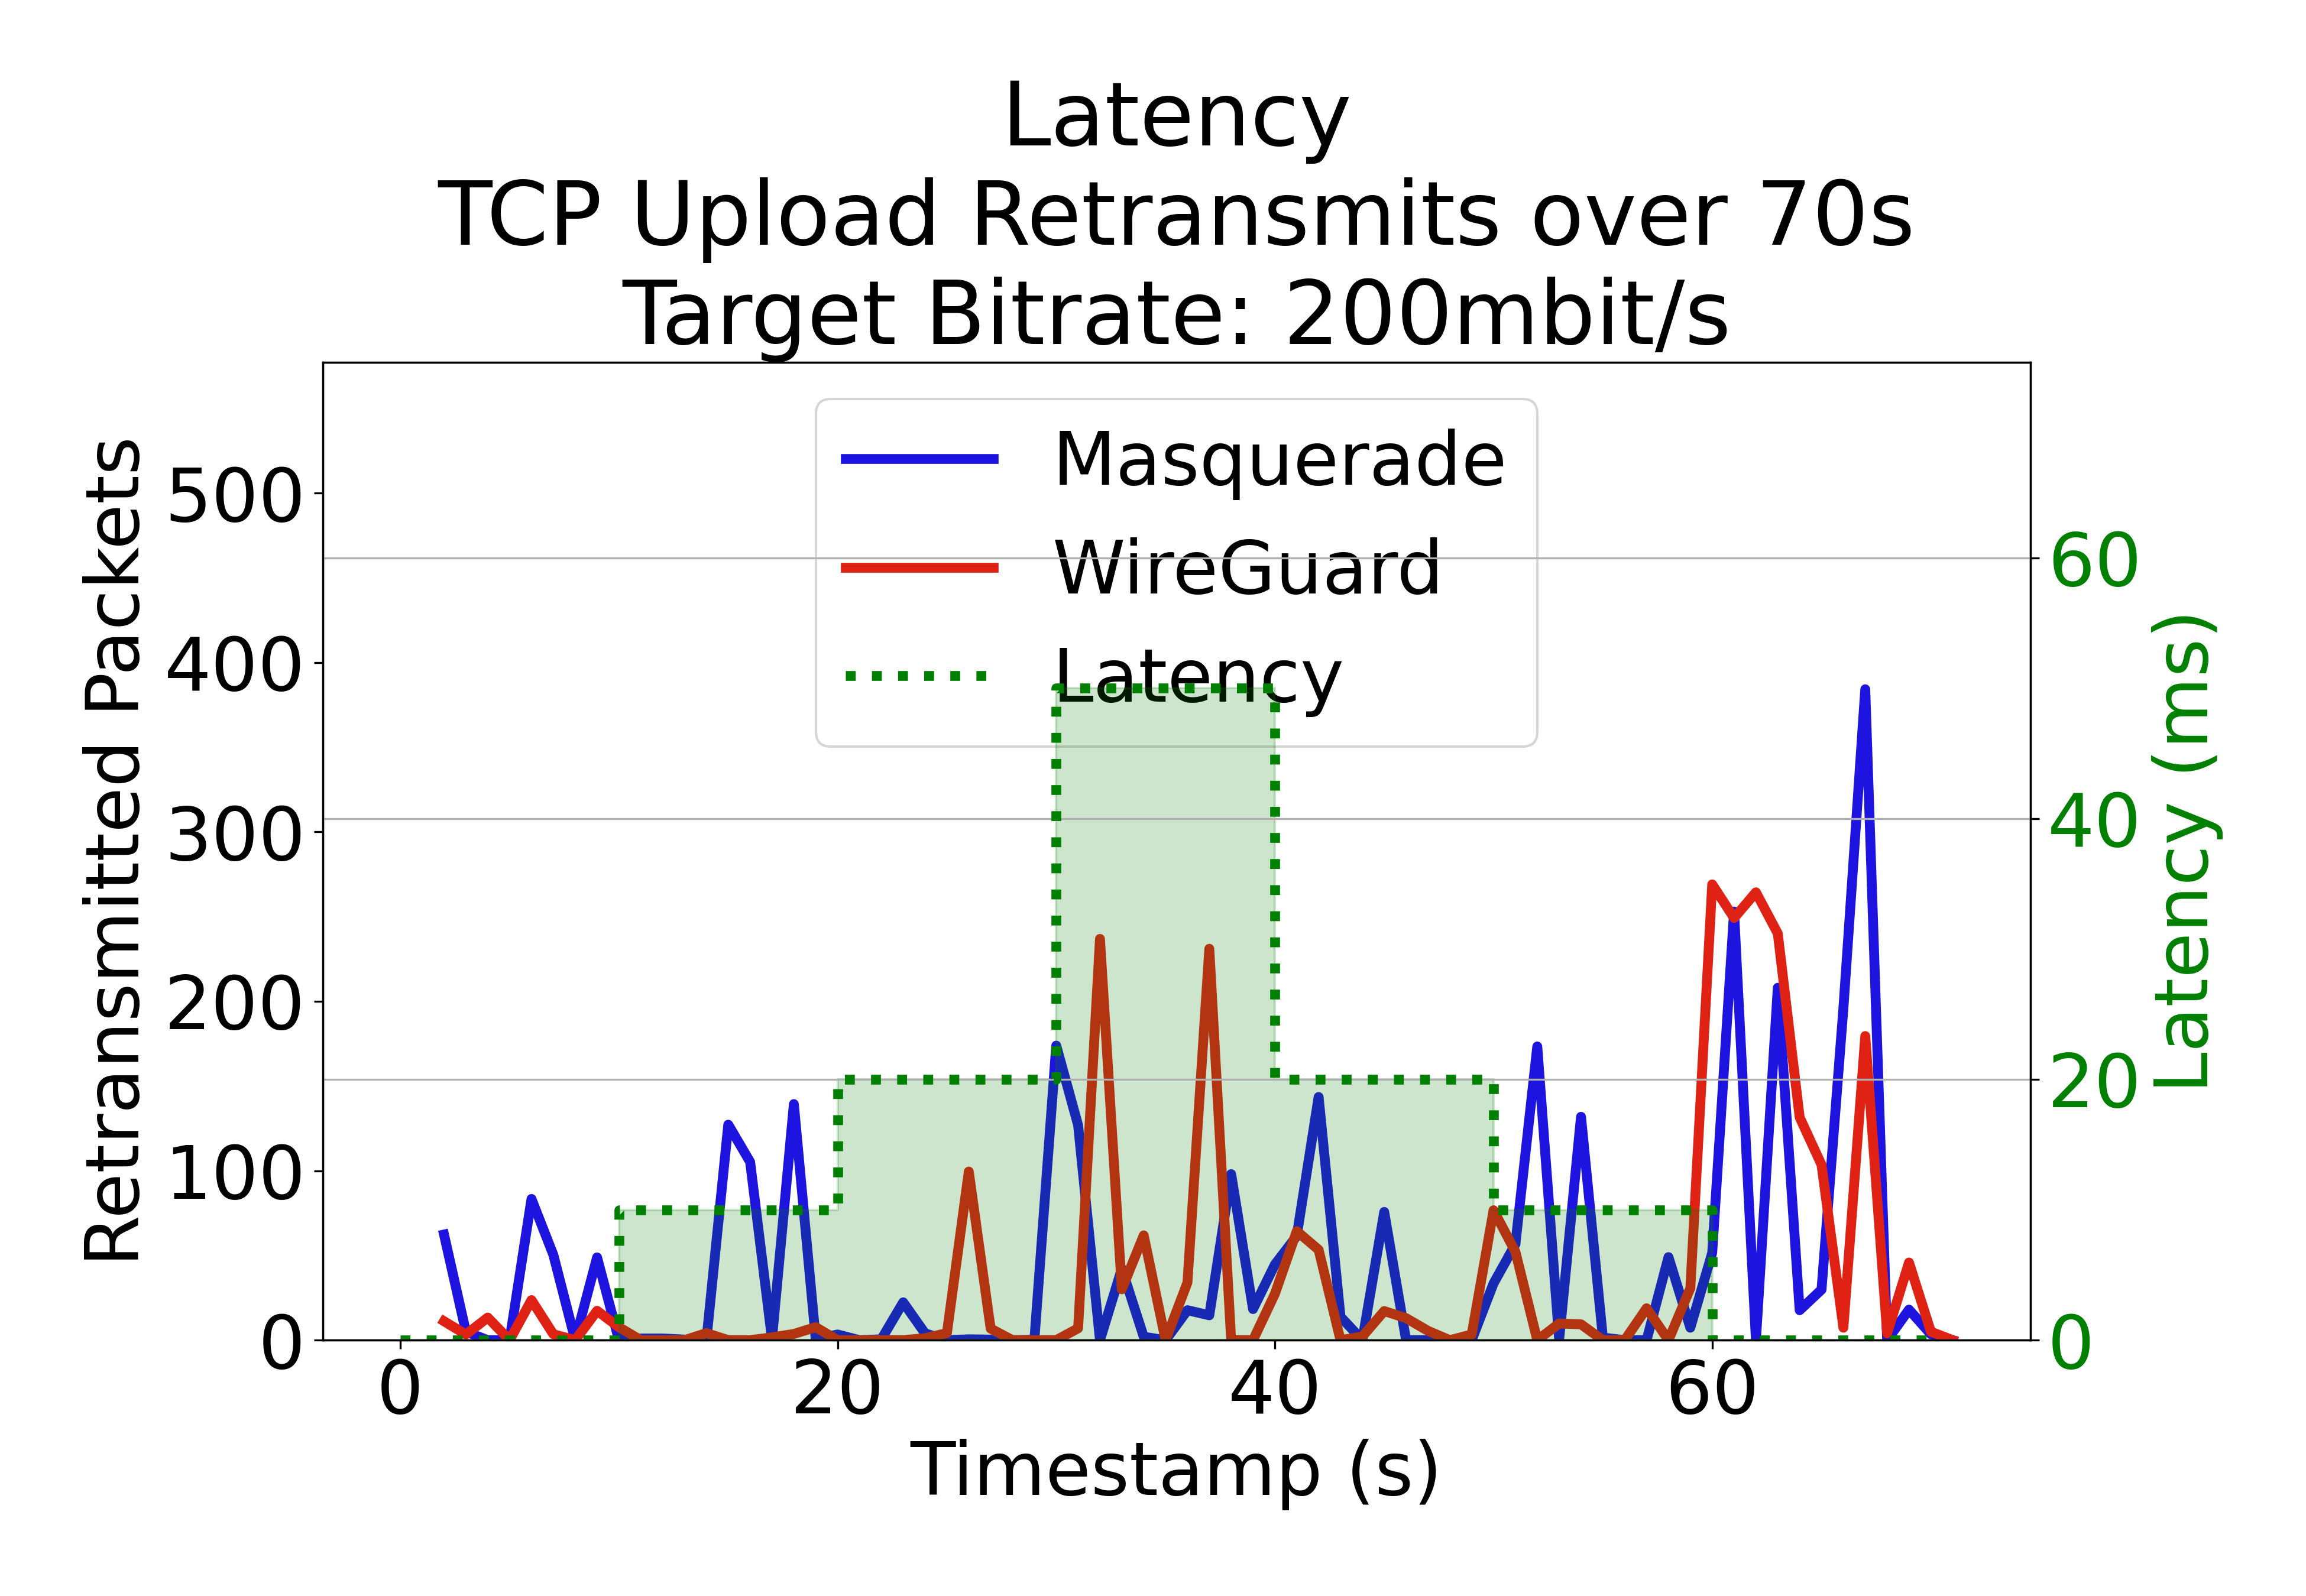 Latency
TCP Upload Retransmits over 70s
Target Bitrate: 200mbit/s
Masquerade
WireGuard
Latency
Retransmitted Packets
500
400
300
200
100
0
60
40
20
0
Latency (ms)
0 20 40 60
Timestamp (s)